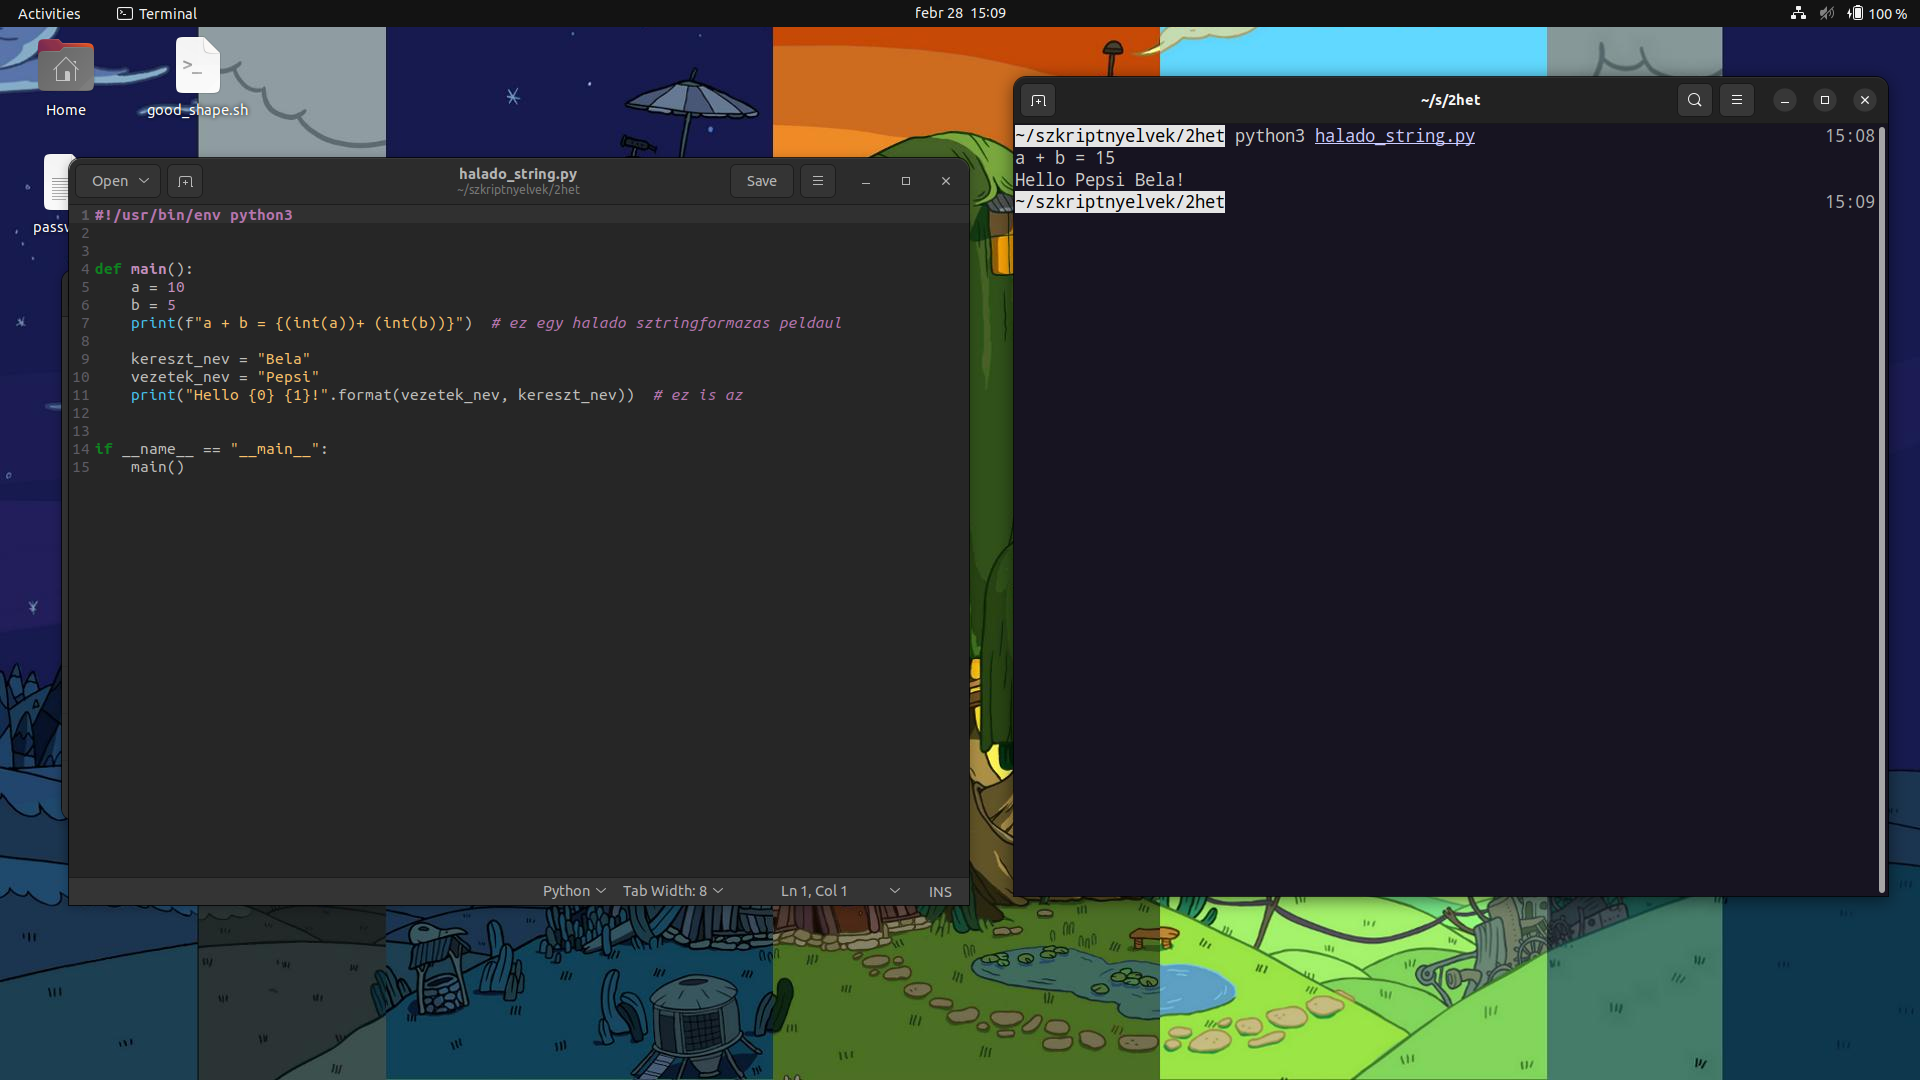 Activities Terminal febr 28 15:09 100 %
Home good_shape.sh
Open halado_string.py Save
~/szkriptnyelvek/2het
1 #!/usr/bin/env python3
2
3
4 def main():
5 a = 10
6 b = 5
7 print(f"a + b = {(int(a))+ (int(b))}") # ez egy halado sztringformazas peldaul
8
9 kereszt_nev = "Bela"
10 vezetek_nev = "Pepsi"
11 print("Hello {0} {1}!".format(vezetek_nev, kereszt_nev)) # ez is az
12
13
14 if __name__ == "__main__":
15 main()
Python Tab Width: 8 Ln 1, Col 1 INS
~/s/2het
~/szkriptnyelvek/2het python3 halado_string.py 15:08
a + b = 15
Hello Pepsi Bela!
~/szkriptnyelvek/2het 15:09